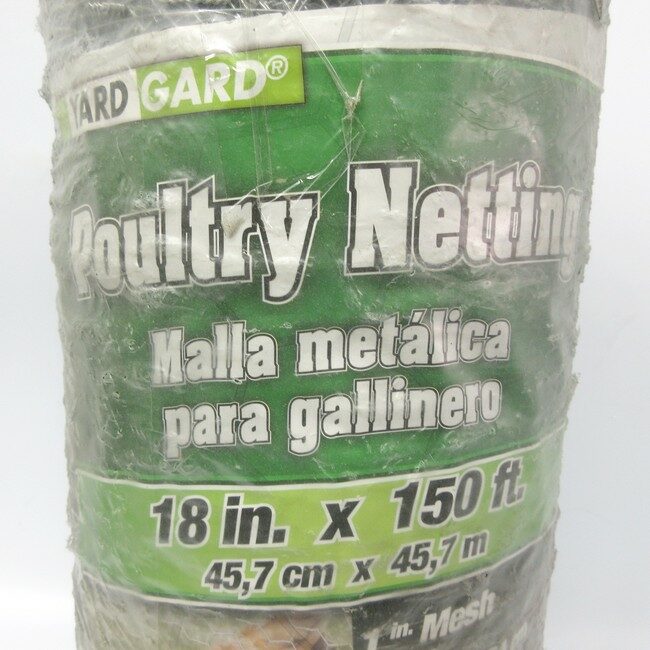 YARD GARD®
Poultry Netting
Malla metálica
para gallinero
18 in. x 150 ft.
45,7 cm x 45,7 m
1 in. Mesh